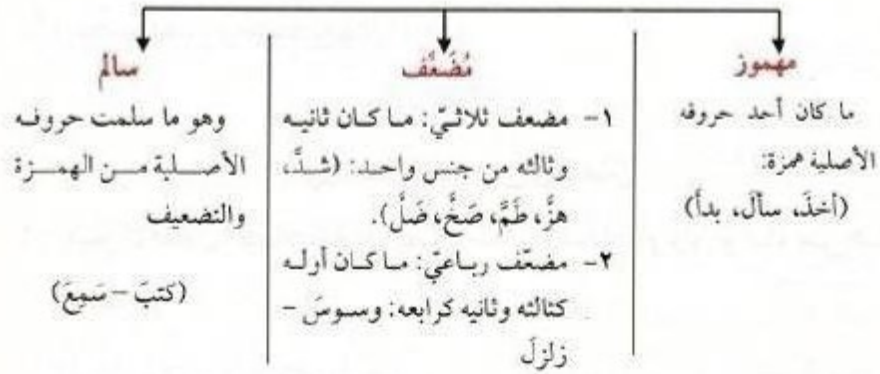 مهموز
ما كان أحد حروفه
الأصلية همزة:
(أخذَ، سألَ، بدأَ)
مُضَعَّف
١- مضعف ثلاثيّ: ما كان ثانيه
وثالثه من جنس واحد: (شدَّ،
هزَّ، طَمَّ، صَخَّ، ضَلَّ).
٢- مضعّف رباعيّ: ما كان أوله
كثالثه وثانيه كرابعه: وسوسَ -
زلزلَ
سالم
وهو ما سلمت حروفه
الأصلية من الهمزة
والتضعيف
(كتبَ - سَمِعَ)